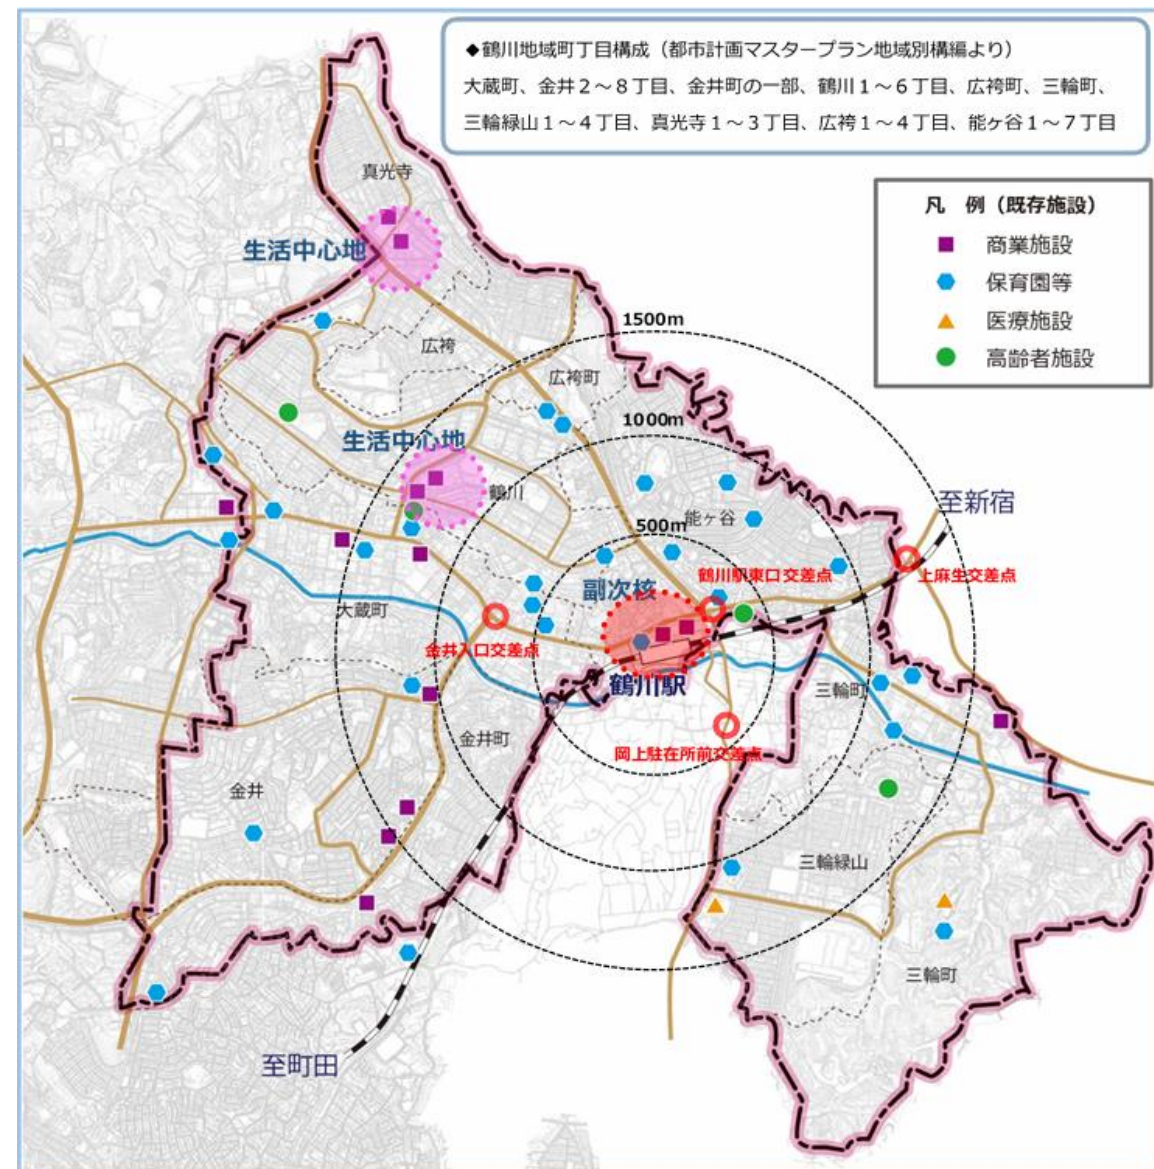 ◆鶴川地域町丁目構成（都市計画マスタープラン地域別構編より）
大蔵町、金井２～８丁目、金井町の一部、鶴川１～６丁目、広袴町、三輪町、
三輪緑山１～４丁目、真光寺１～３丁目、広袴１～４丁目、能ヶ谷１～７丁目
凡　例（既存施設）
商業施設
保育園等
医療施設
高齢者施設
真光寺
生活中心地
1500m
広袴
広袴町
1000m
生活中心地
鶴川
能ヶ谷
至新宿
500m
鶴川駅東口交差点
上麻生交差点
副次核
大蔵町
金井入口交差点
鶴川駅
三輪町
金井町
岡上駐在所前交差点
金井
三輪緑山
三輪町
至町田